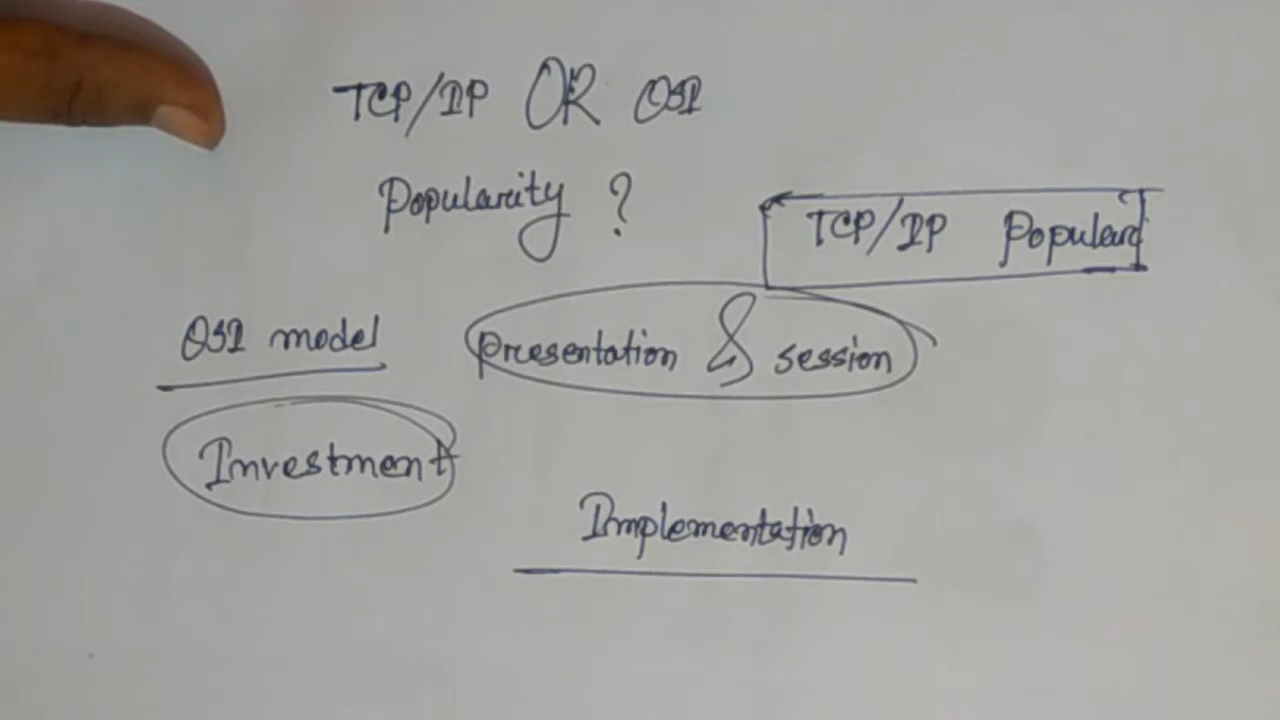 TCP/IP OR OSI
Popularity ?
TCP/IP Popular
OSI model
Presentation & session
Investment
Implementation